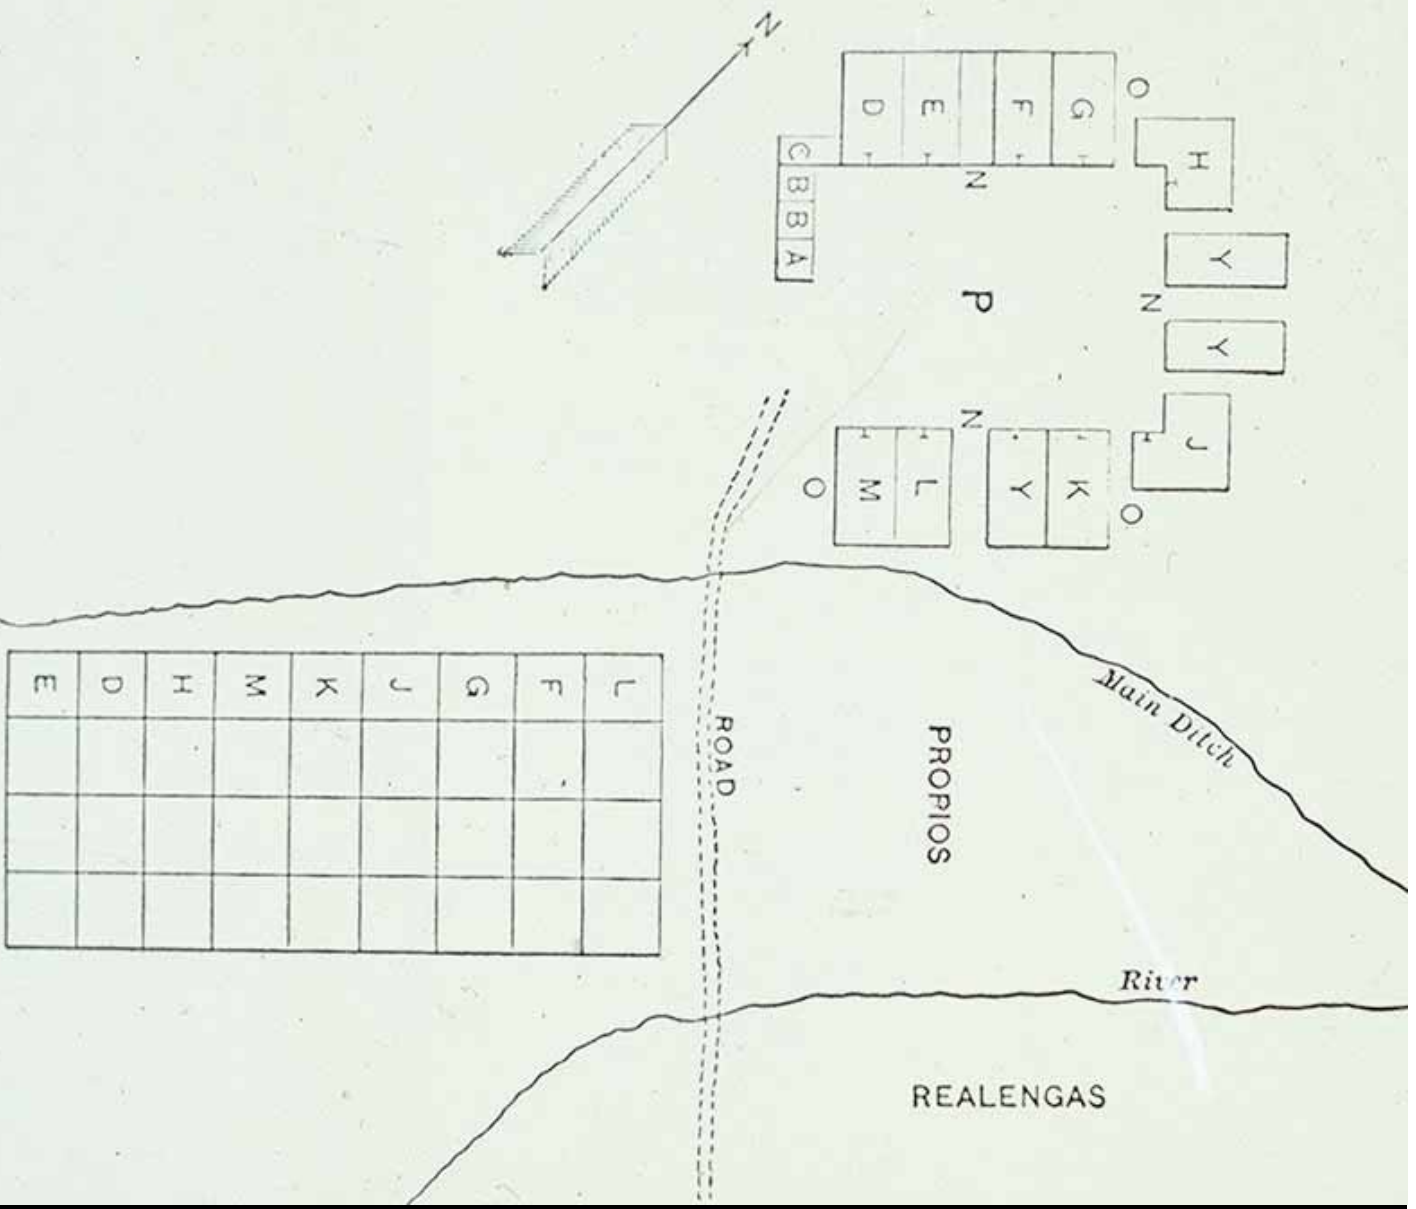 N
D E F G
O
H
C
B
B
A
N
Y
P
N
Y
N
J
M L Y K
O
O
Main Ditch
E D H M K J G F L
ROAD
PROPIOS
River
REALENGAS